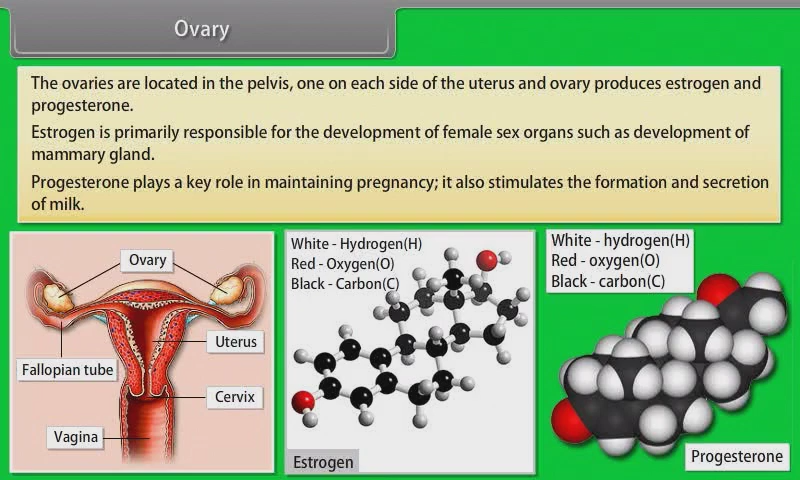 Ovary
The ovaries are located in the pelvis, one on each side of the uterus and ovary produces estrogen and
progesterone.
Estrogen is primarily responsible for the development of female sex organs such as development of
mammary gland.
Progesterone plays a key role in maintaining pregnancy; it also stimulates the formation and secretion
of milk.
Ovary
Uterus
Fallopian tube
Cervix
Vagina
White - Hydrogen(H)
Red - Oxygen(O)
Black - Carbon(C)
Estrogen
White - hydrogen(H)
Red - oxygen(O)
Black - carbon(C)
Progesterone